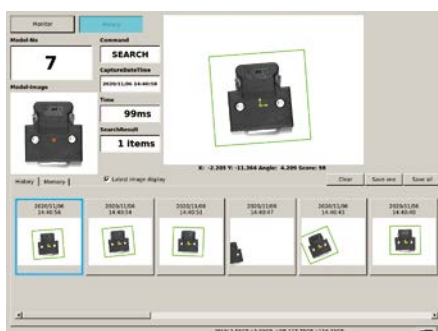 Monitor
History
Model-No
7
Model-Image
Command
SEARCH
CaptureDateTime
2020/11/06 14:40:58
Time
99ms
SearchResult
1 Items
X: -2.205 Y: -11.364 Angle: 4.209 Score: 98
History
Memory
Latest image display
Clear
Save one
Save all
2020/11/06
14:40:58
2020/11/06
14:40:54
2020/11/06
14:40:51
2020/11/06
14:40:47
2020/11/06
14:40:43
2020/11/06
14:40:40